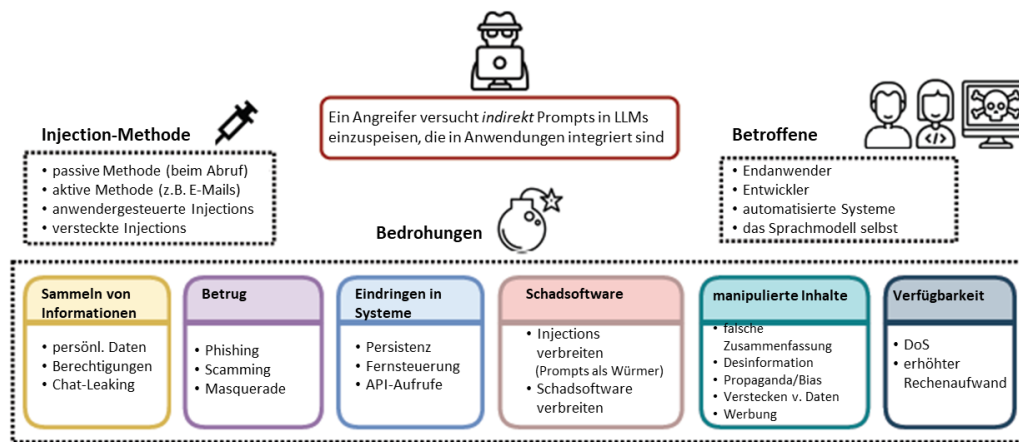 Ein Angreifer versucht indirekt Prompts in LLMs
einzuspeisen, die in Anwendungen integriert sind
Injection-Methode
• passive Methode (beim Abruf)
• aktive Methode (z.B. E-Mails)
• anwendergesteuerte Injections
• versteckte Injections
Betroffene
• Endanwender
• Entwickler
• automatisierte Systeme
• das Sprachmodell selbst
Bedrohungen
Sammeln von
Informationen
• persönl. Daten
• Berechtigungen
• Chat-Leaking
Betrug
• Phishing
• Scamming
• Masquerade
Eindringen in
Systeme
• Persistenz
• Fernsteuerung
• API-Aufrufe
Schadsoftware
• Injections
verbreiten
(Prompts als Würmer)
• Schadsoftware
verbreiten
manipulierte Inhalte
• falsche
Zusammenfassung
• Desinformation
• Propaganda/Bias
• Verstecken v. Daten
• Werbung
Verfügbarkeit
• DoS
• erhöhter
Rechenaufwand